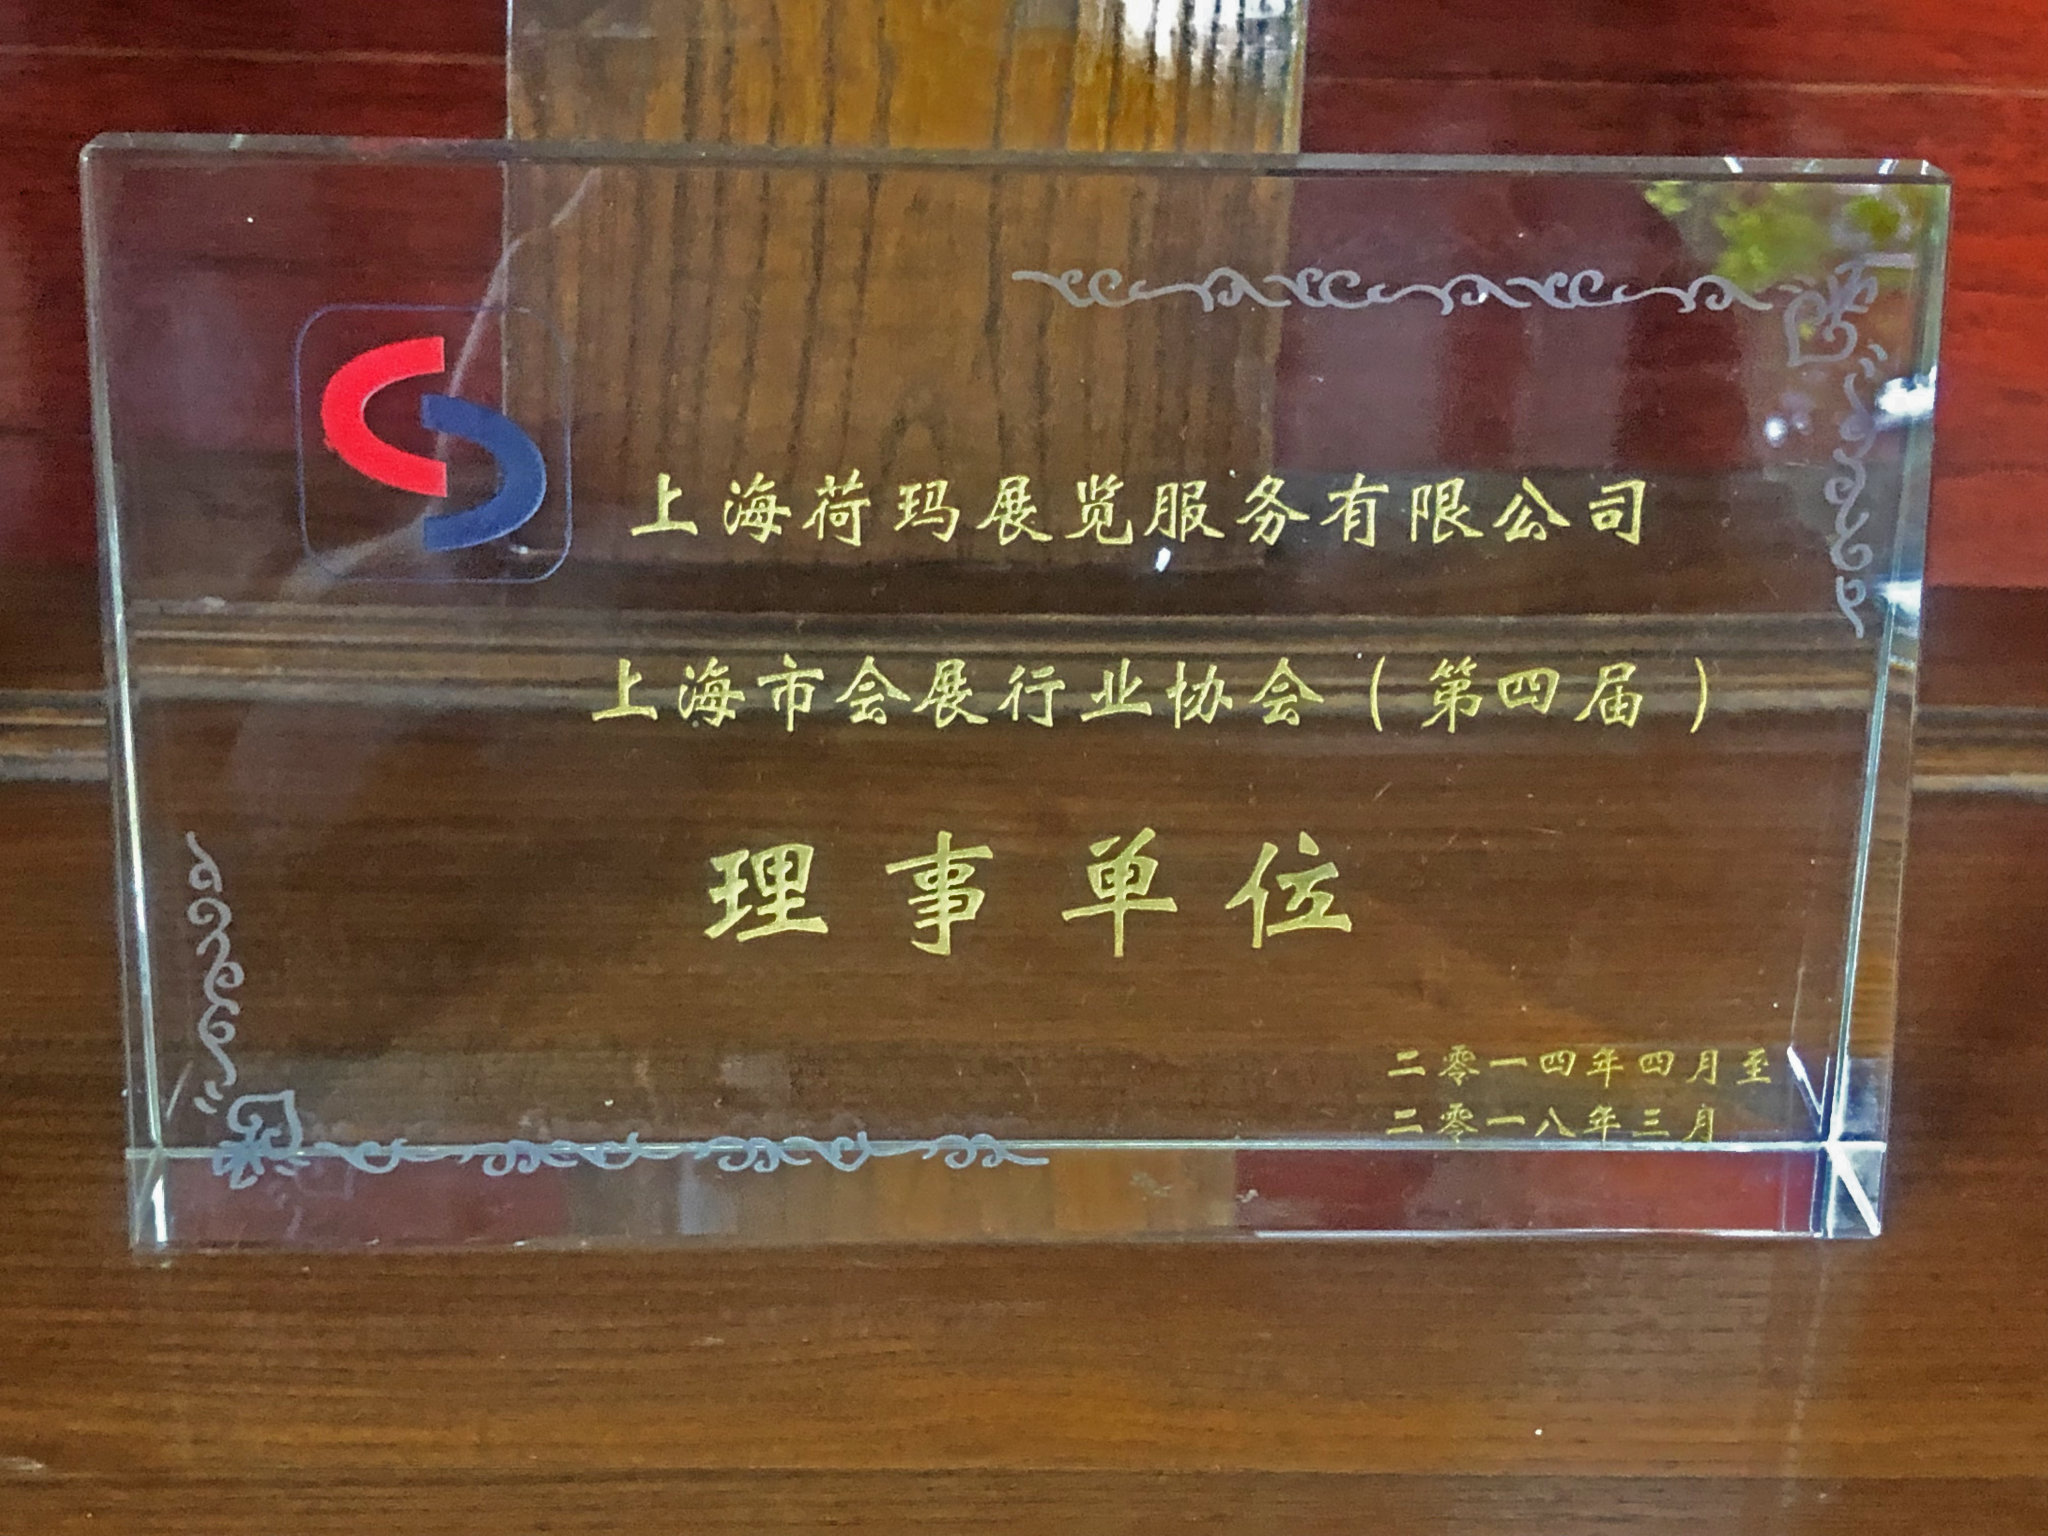 上海荷玛展览服务有限公司
上海市会展行业协会（第四届）
理事单位
二零一四年四月至
二零一八年三月